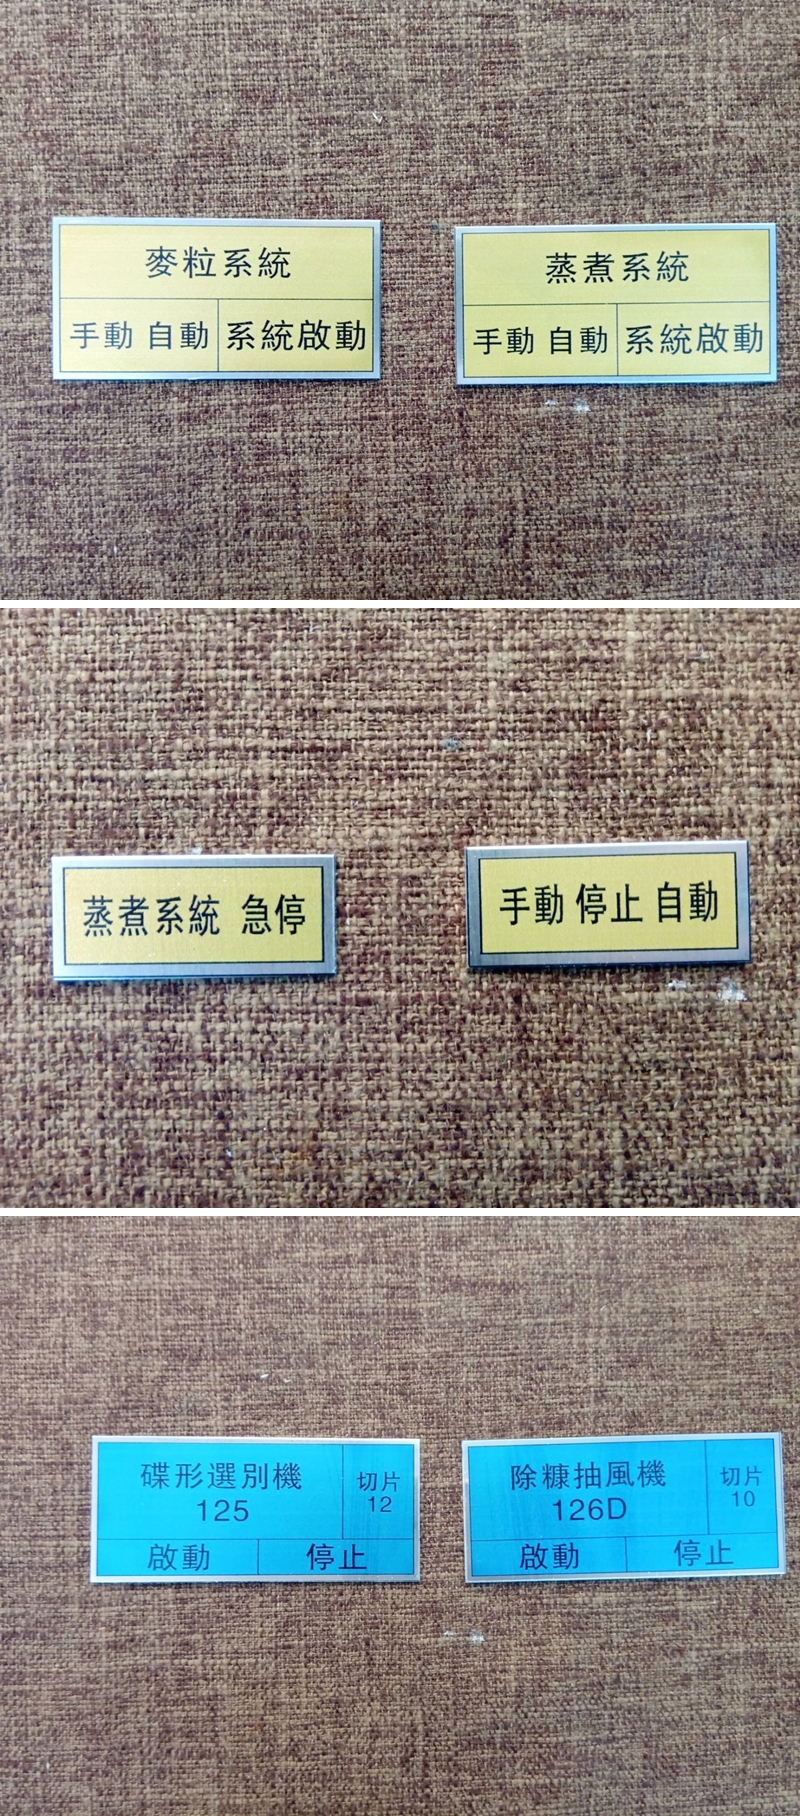 麥粒系統
手動 自動 系統啟動
蒸煮系統
手動 自動 系統啟動
蒸煮系統 急停
手動 停止 自動
碟形選別機
125
切片
12
啟動 停止
除糠抽風機
126D
切片
10
啟動 停止